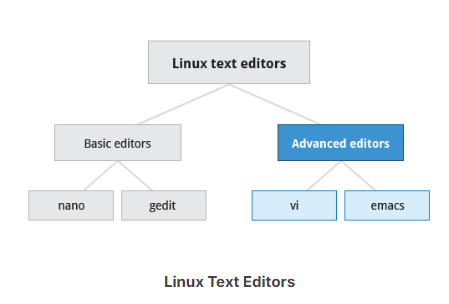 Linux text editors
Basic editors
Advanced editors
nano
gedit
vi
emacs
Linux Text Editors